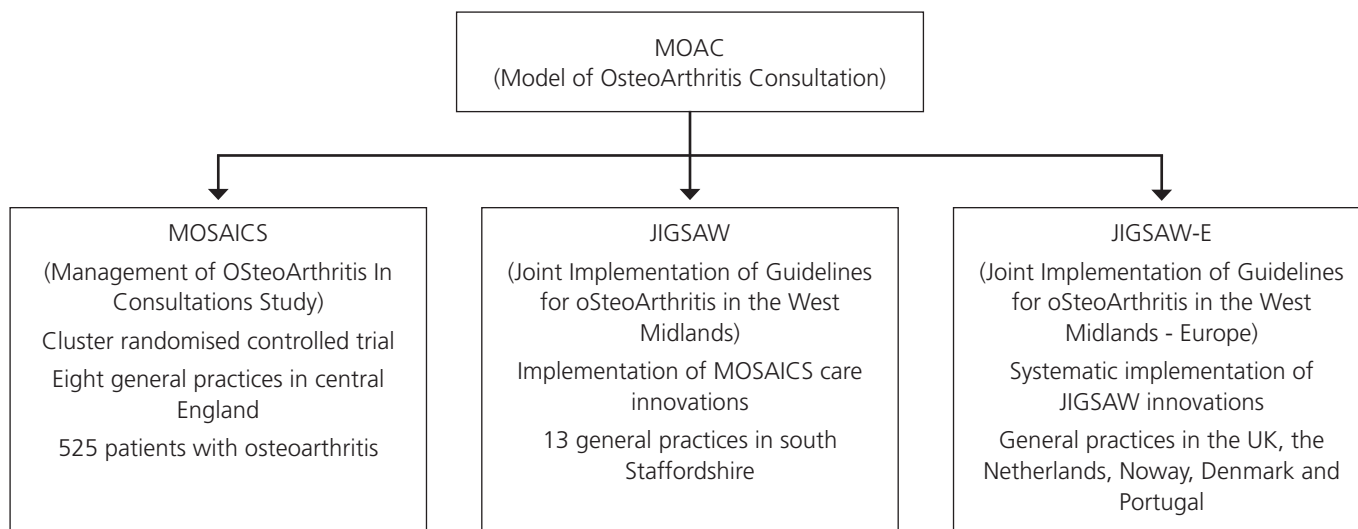 MOAC
(Model of OsteoArthritis Consultation)
MOSAICS
(Management of OSteoArthritis In
Consultations Study)
Cluster randomised controlled trial
Eight general practices in central
England
525 patients with osteoarthritis
JIGSAW
(Joint Implementation of Guidelines
for oSteoArthritis in the West
Midlands)
Implementation of MOSAICS care
innovations
13 general practices in south
Staffordshire
JIGSAW-E
(Joint Implementation of Guidelines
for oSteoArthritis in the West
Midlands - Europe)
Systematic implementation of
JIGSAW innovations
General practices in the UK, the
Netherlands, Noway, Denmark and
Portugal